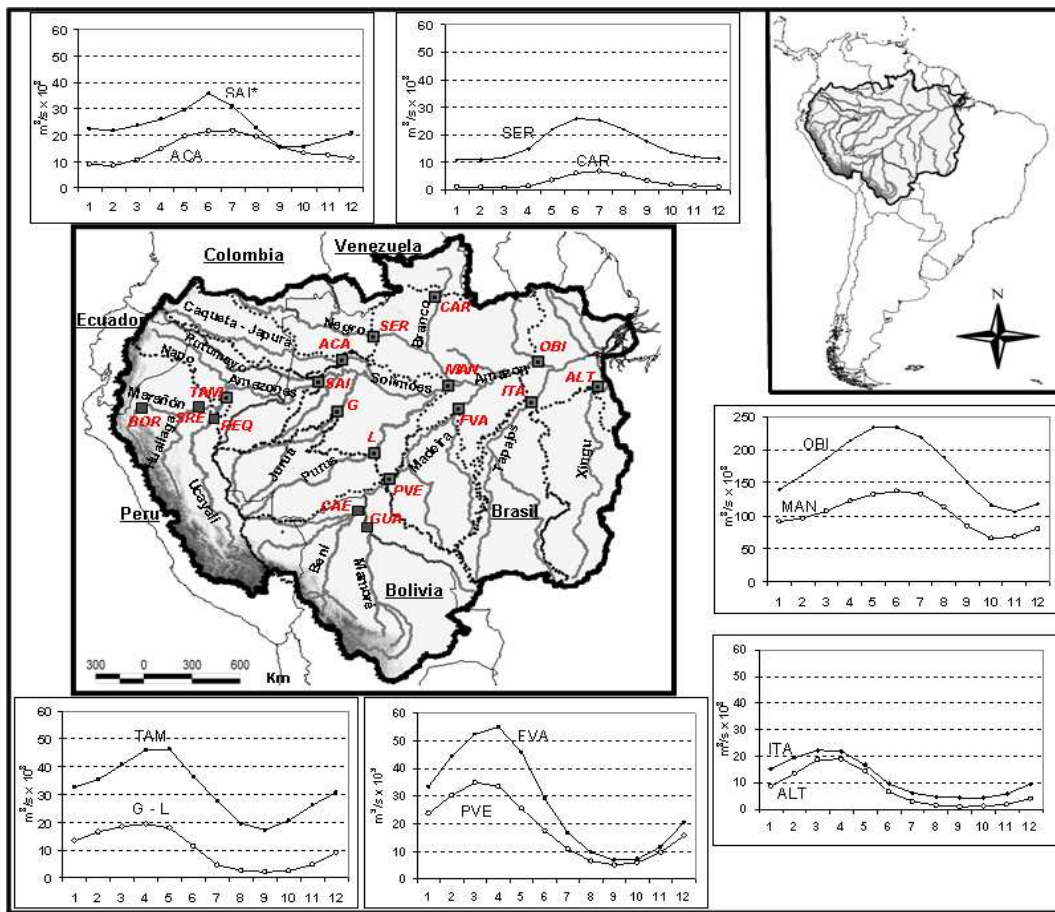 60
50
40
30
20
10
0
m³/s × 10³
SAI*
ACA
1 2 3 4 5 6 7 8 9 10 11 12
60
50
40
30
20
10
0
m³/s × 10³
SER
CAR
1 2 3 4 5 6 7 8 9 10 11 12
N
Venezuela
Colombia
Ecuador
Caqueta - Japura
Negro
SER
Branco
CAR
Putumayo
Napo
ACA
OBI
Amazones
SAI
Solimões
MAN
Amazon
ALT
Marañón
TAM
ITA
BOR
SRE
REQ
G
FVA
Huallaga
Jurua
Purus
L
Madeira
Tapajos
Xingu
Ucayali
PVE
CAE
GUA
Peru
Brasil
Beni
Mamorá
Bolivia
300 0 300 600
Km
250
200
150
100
50
0
m³/s × 10³
OBI
MAN
1 2 3 4 5 6 7 8 9 10 11 12
60
50
40
30
20
10
0
m³/s × 10³
ITA
ALT
1 2 3 4 5 6 7 8 9 10 11 12
60
50
40
30
20
10
0
m³/s × 10³
TAM
G - L
1 2 3 4 5 6 7 8 9 10 11 12
60
50
40
30
20
10
0
m³/s × 10³
FVA
PVE
1 2 3 4 5 6 7 8 9 10 11 12